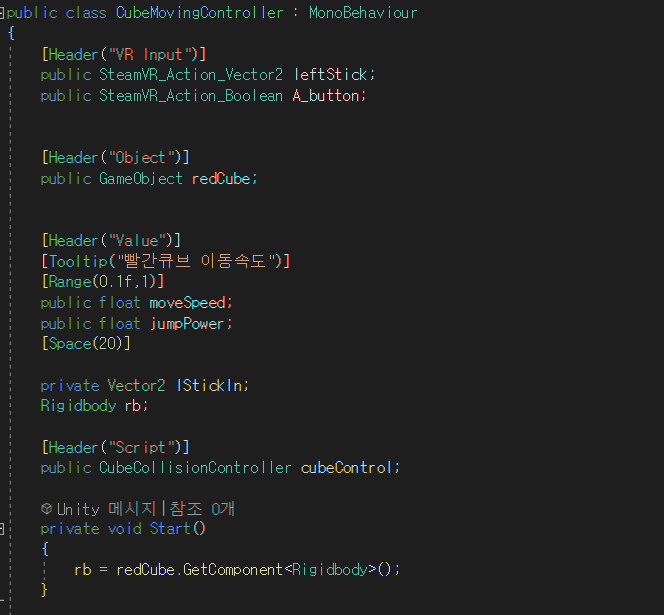 public class CubeMovingController : MonoBehaviour
{
[Header("VR Input")]
public SteamVR_Action_Vector2 leftStick;
public SteamVR_Action_Boolean A_button;
[Header("Object")]
public GameObject redCube;
[Header("Value")]
[Tooltip("빨간큐브 이동속도")]
[Range(0.1f,1)]
public float moveSpeed;
public float jumpPower;
[Space(20)]
private Vector2 lStickIn;
Rigidbody rb;
[Header("Script")]
public CubeCollisionController cubeControl;
Unity 메시지|참조 0개
private void Start()
{
rb = redCube.GetComponent<Rigidbody>();
}